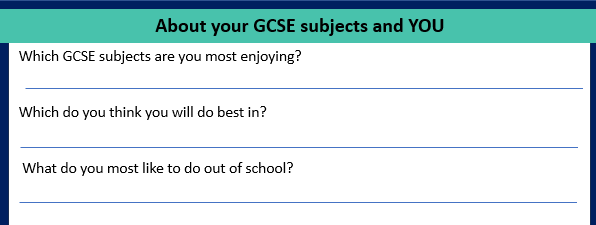 About your GCSE subjects and YOU
Which GCSE subjects are you most enjoying?
Which do you think you will do best in?
What do you most like to do out of school?